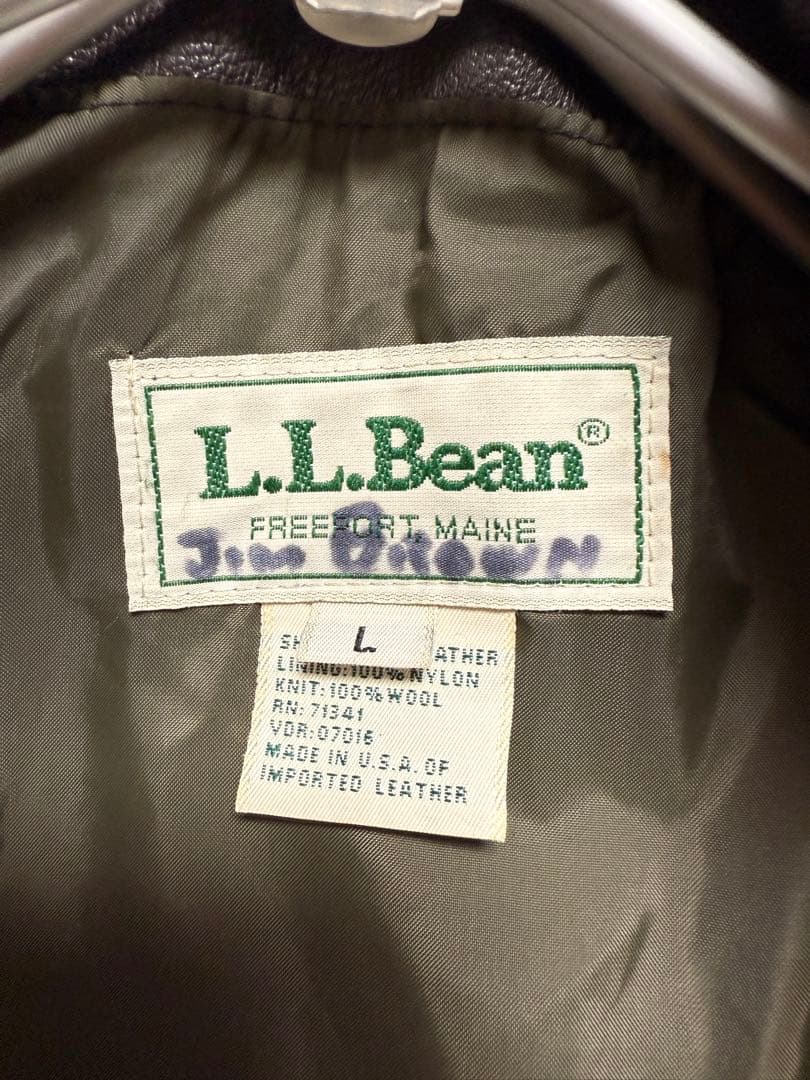 L.L.Bean®
FREEPORT, MAINE
Jim BROWN
L
LINING:100% NYLON
KNIT:100% WOOL
RN: 71341
VDR:07016
MADE IN U.S.A. OF
IMPORTED LEATHER